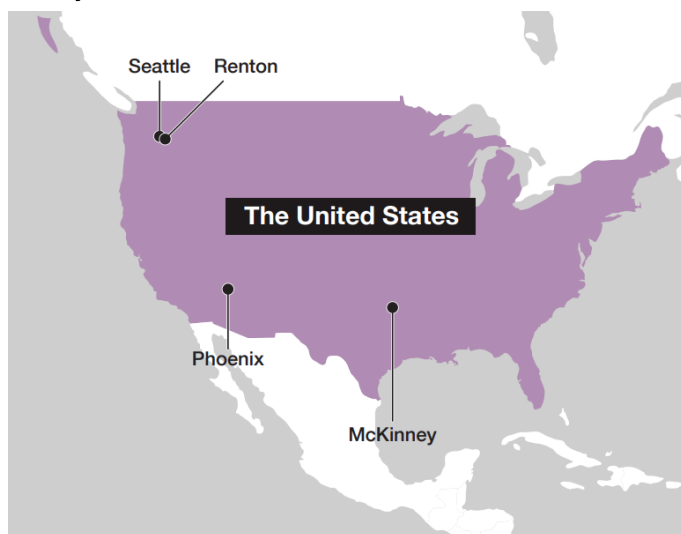 Seattle
Renton
The United States
Phoenix
McKinney